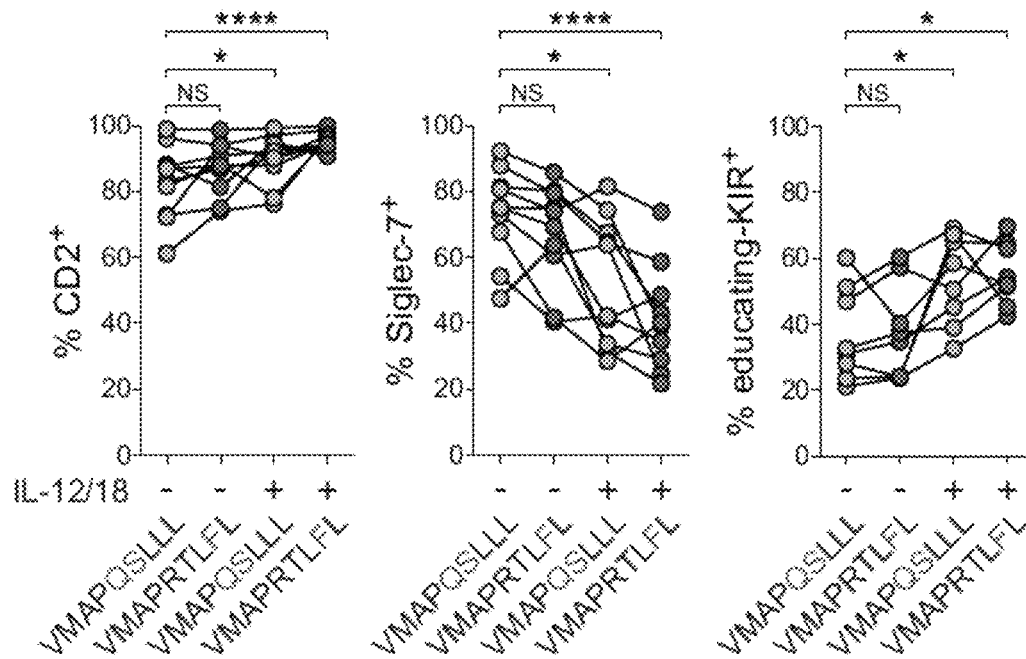 **** **** *
* * *
NS NS NS
100 100 100
80 80 80
60 60 60
40 40 40
20 20 20
0 0 0
% CD2+
% Siglec-7+
% educating-KIR+
IL-12/18 - - + + - - + + - - + +
VMAPQSLLL
VMAPRTLFL
VMAPQSLLL
VMAPRTLFL
VMAPQSLLL
VMAPRTLFL
VMAPQSLLL
VMAPRTLFL
VMAPQSLLL
VMAPRTLFL
VMAPQSLLL
VMAPRTLFL